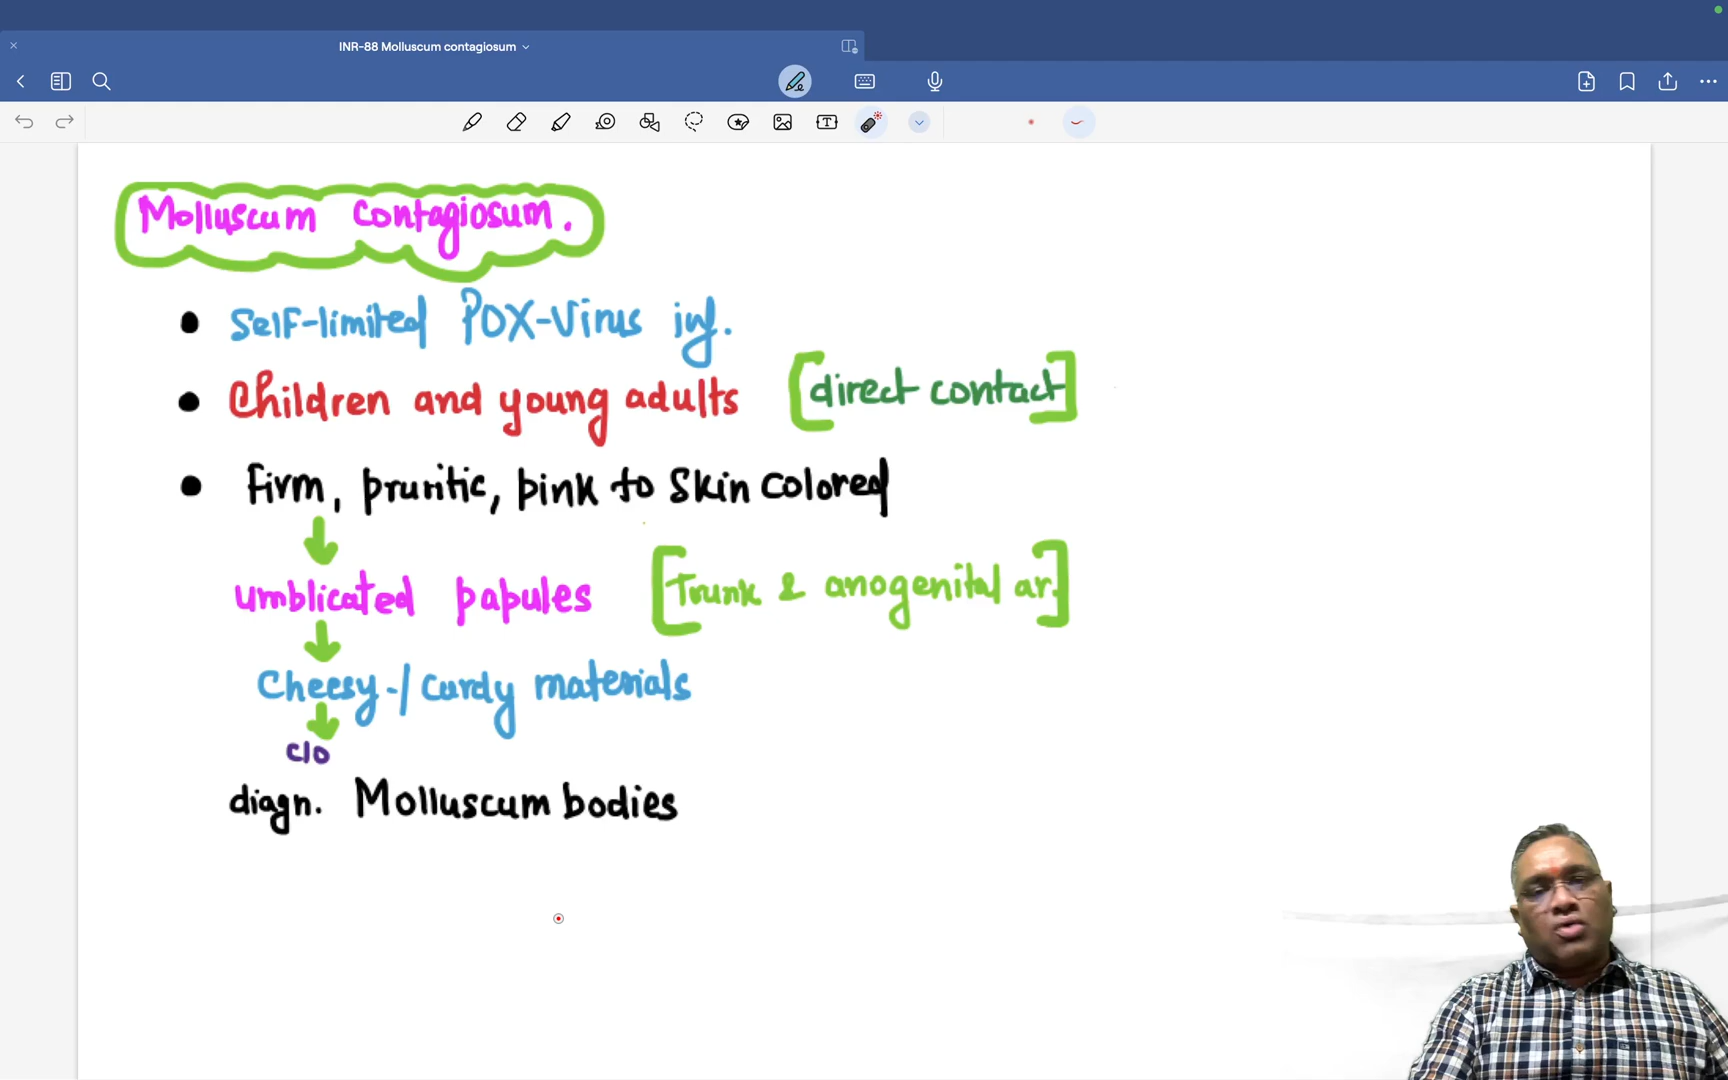 INR-88 Molluscum contagiosum
Molluscum contagiosum.
Self-limited POX-Virus inf.
Children and young adults [direct contact]
Firm, pruritic, pink to Skin colored
umblicated papules [Trunk & anogenital ar.]
Cheesy-/curdy materials
c/o
diagn. Molluscum bodies